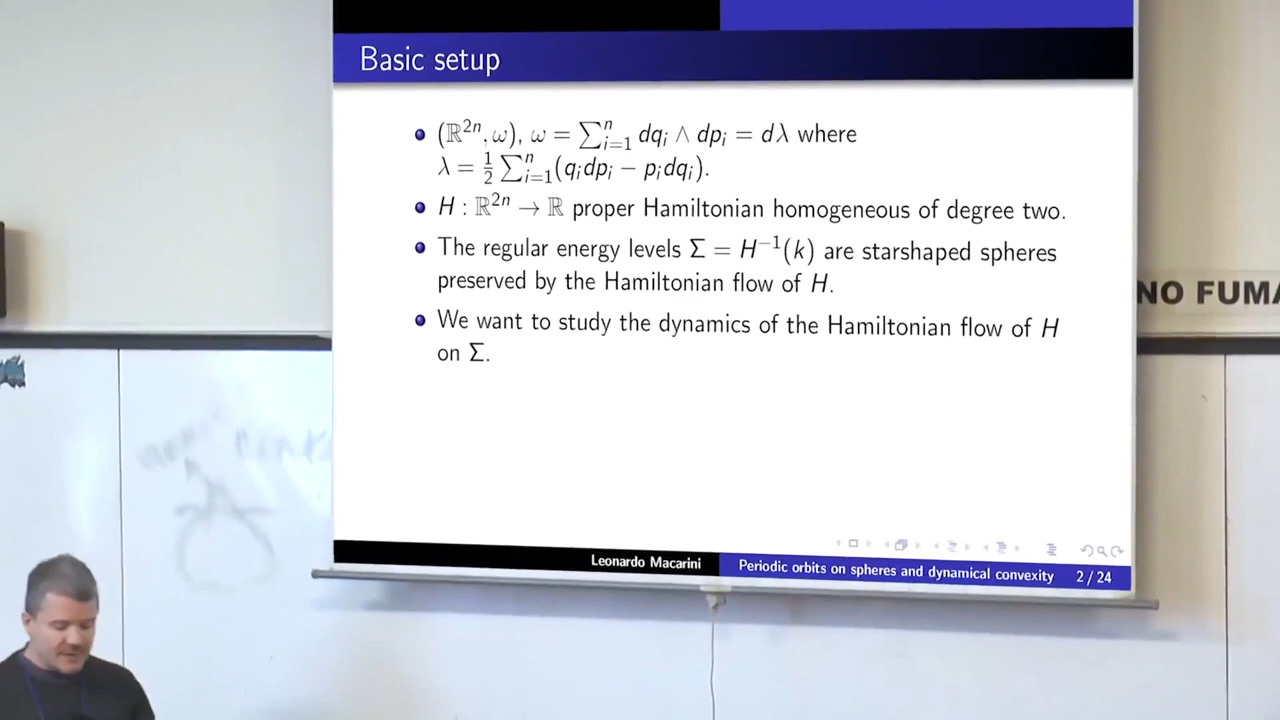 Basic setup
(ℝ²ⁿ, ω), ω = ∑ⁿᵢ₌₁ dqᵢ ∧ dpᵢ = dλ where
λ = ½ ∑ⁿᵢ₌₁(qᵢdpᵢ − pᵢdqᵢ).
H : ℝ²ⁿ → ℝ proper Hamiltonian homogeneous of degree two.
The regular energy levels Σ = H⁻¹(k) are starshaped spheres
preserved by the Hamiltonian flow of H.
We want to study the dynamics of the Hamiltonian flow of H
on Σ.
NO FUMA
Leonardo Macarini
Periodic orbits on spheres and dynamical convexity 2 / 24